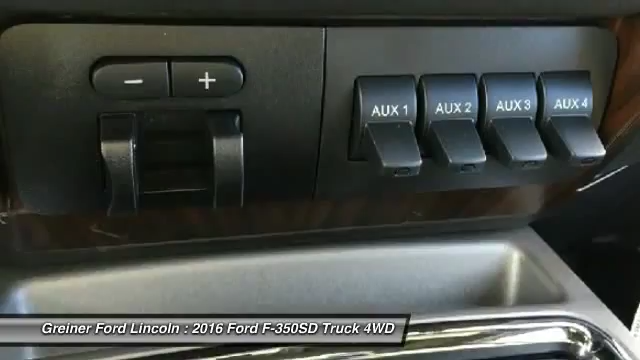 − +
AUX 1 AUX 2 AUX 3 AUX 4
Greiner Ford Lincoln : 2016 Ford F-350SD Truck 4WD